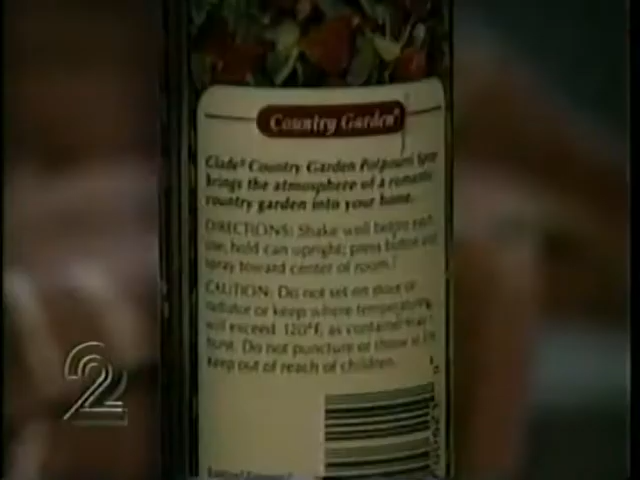 Country Garden®
Glade® Country Garden Potpourri Spray
brings the atmosphere of a romantic
country garden into your home.
DIRECTIONS: Shake well before each
use, hold can upright; press button and
spray toward center of room.
CAUTION: Do not set on stove or
radiator or keep where temperature
will exceed 120°F, as container may
burst. Do not puncture or throw in fire.
Keep out of reach of children.
2